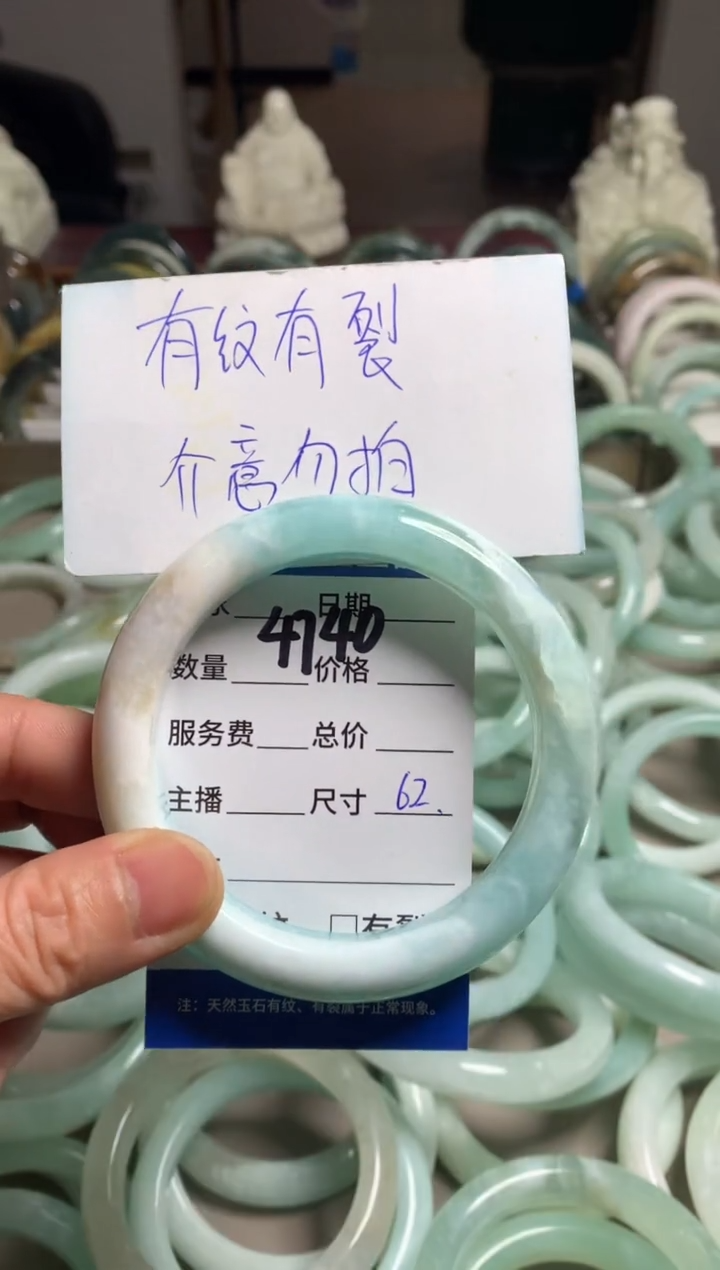 有纹有裂
介意勿拍
日期
4740
数量 价格
服务费 总价
主播 尺寸 62.
有裂
注：天然玉石有纹、有裂属于正常现象。